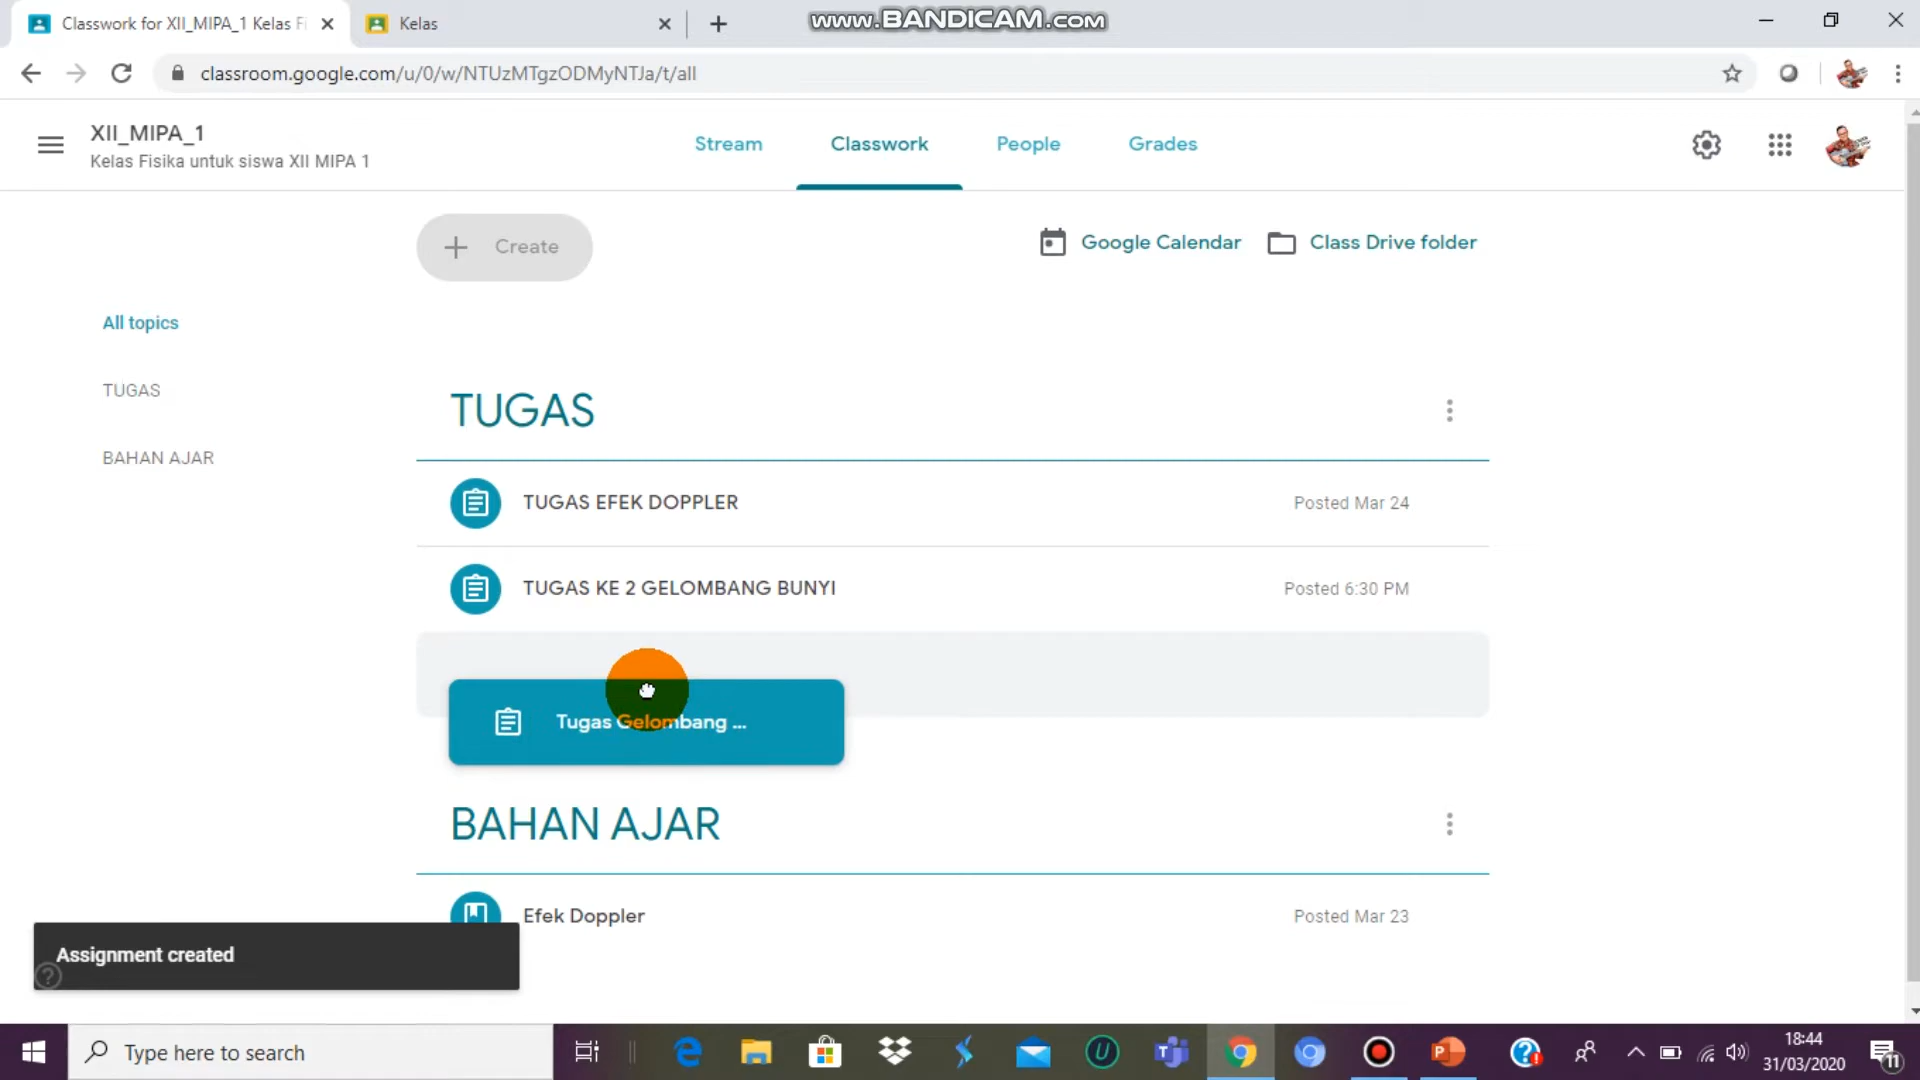 Classwork for XII_MIPA_1 Kelas Fi
Kelas
www.BANDICAM.com
classroom.google.com/u/0/w/NTUzMTgzODMyNTJa/t/all
XII_MIPA_1
Kelas Fisika untuk siswa XII MIPA 1
Stream
Classwork
People
Grades
Create
Google Calendar
Class Drive folder
All topics
TUGAS
BAHAN AJAR
TUGAS
TUGAS EFEK DOPPLER
Posted Mar 24
TUGAS KE 2 GELOMBANG BUNYI
Posted 6:30 PM
Tugas Gelombang ...
BAHAN AJAR
Efek Doppler
Posted Mar 23
Assignment created
Type here to search
18:44
31/03/2020
11